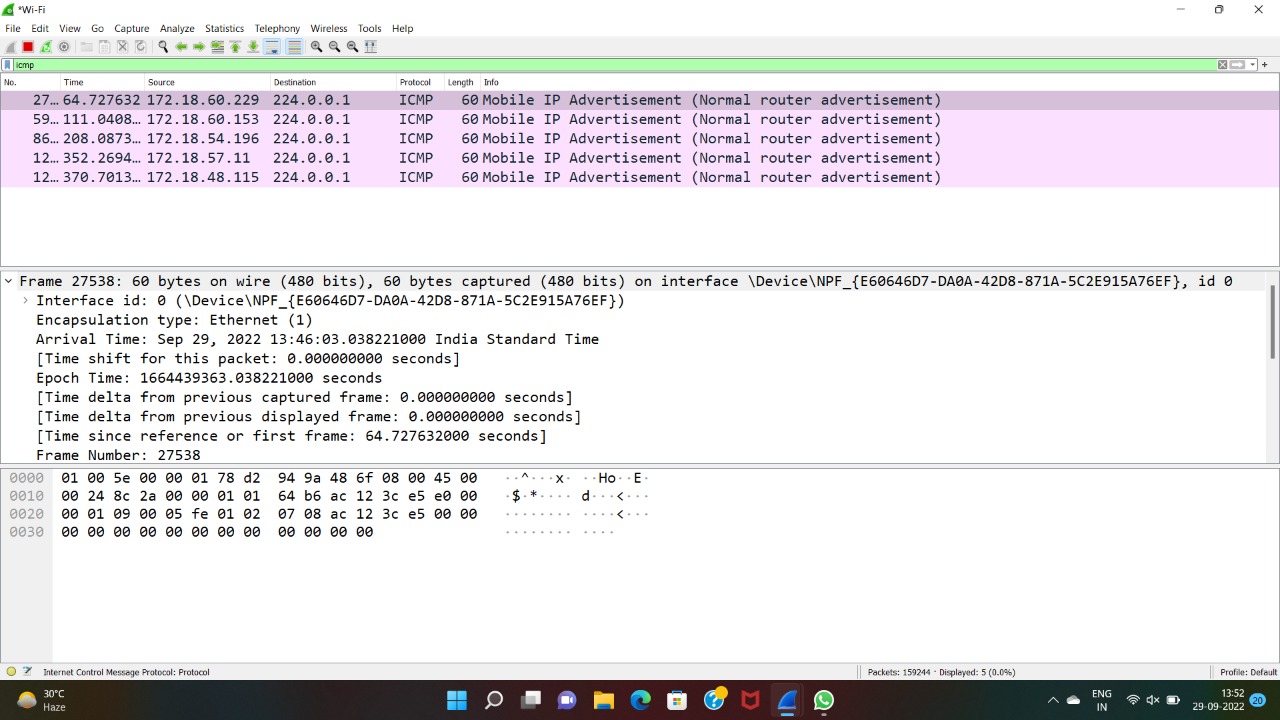 *Wi-Fi
File Edit View Go Capture Analyze Statistics Telephony Wireless Tools Help
icmp
No. Time Source Destination Protocol Length Info
27… 64.727632 172.18.60.229 224.0.0.1 ICMP 60 Mobile IP Advertisement (Normal router advertisement)
59… 111.0408… 172.18.60.153 224.0.0.1 ICMP 60 Mobile IP Advertisement (Normal router advertisement)
86… 208.0873… 172.18.54.196 224.0.0.1 ICMP 60 Mobile IP Advertisement (Normal router advertisement)
12… 352.2694… 172.18.57.11 224.0.0.1 ICMP 60 Mobile IP Advertisement (Normal router advertisement)
12… 370.7013… 172.18.48.115 224.0.0.1 ICMP 60 Mobile IP Advertisement (Normal router advertisement)
Frame 27538: 60 bytes on wire (480 bits), 60 bytes captured (480 bits) on interface \Device\NPF_{E60646D7-DA0A-42D8-871A-5C2E915A76EF}, id 0
Interface id: 0 (\Device\NPF_{E60646D7-DA0A-42D8-871A-5C2E915A76EF})
Encapsulation type: Ethernet (1)
Arrival Time: Sep 29, 2022 13:46:03.038221000 India Standard Time
[Time shift for this packet: 0.000000000 seconds]
Epoch Time: 1664439363.038221000 seconds
[Time delta from previous captured frame: 0.000000000 seconds]
[Time delta from previous displayed frame: 0.000000000 seconds]
[Time since reference or first frame: 64.727632000 seconds]
Frame Number: 27538
0000 01 00 5e 00 00 01 78 d2 94 9a 48 6f 08 00 45 00 ··^···x· ··Ho··E·
0010 00 24 8c 2a 00 00 01 01 64 b6 ac 12 3c e5 e0 00 ·$·*···· d···<···
0020 00 01 09 00 05 fe 01 02 07 08 ac 12 3c e5 00 00 ········ ····<···
0030 00 00 00 00 00 00 00 00 00 00 00 00 ········ ····
Internet Control Message Protocol: Protocol
Packets: 159244 · Displayed: 5 (0.0%)
Profile: Default
30°C
Haze
ENG
IN
13:52
29-09-2022
20